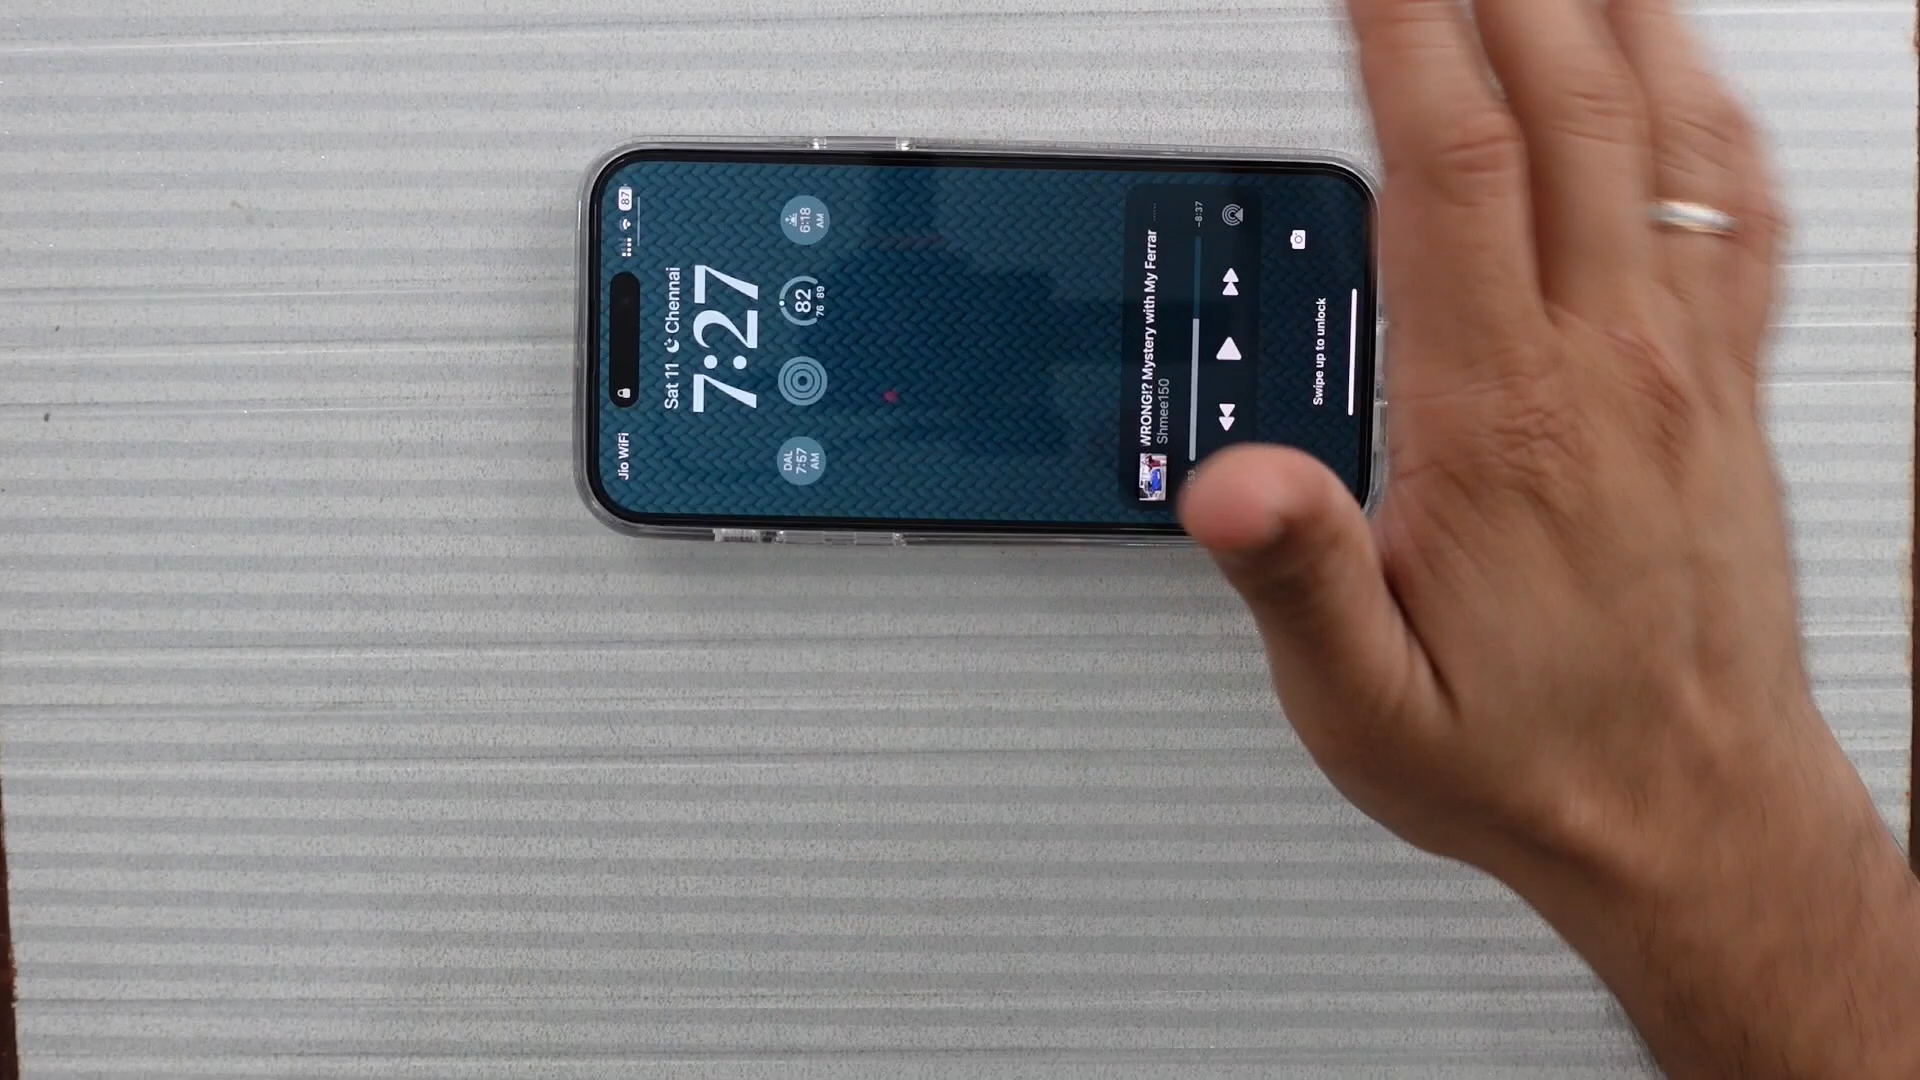 Jio WiFi
87
Sat 11 Chennai
7:27
DAL
7:57
AM
82
76 89
6:18
AM
WRONG!? Mystery with My Ferrar
Shmee150
-8:37
Swipe up to unlock